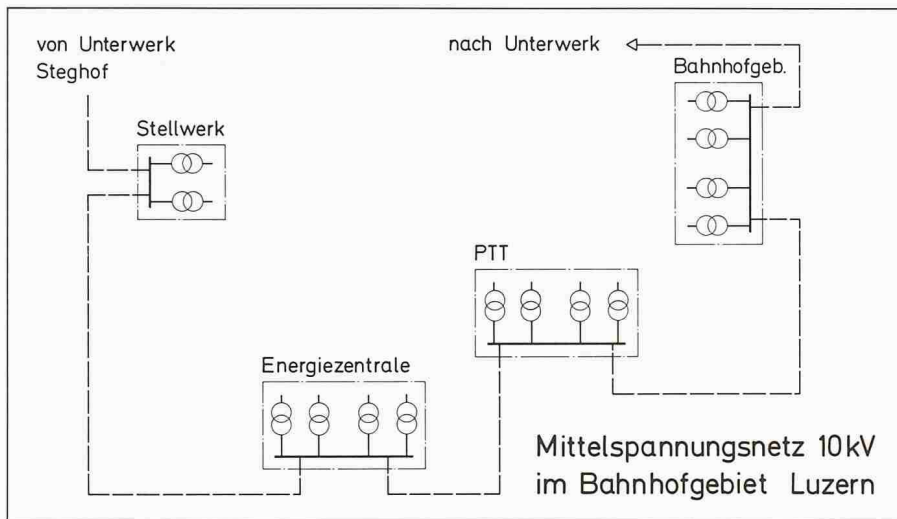 von Unterwerk
Steghof
nach Unterwerk
Bahnhofgeb.
Stellwerk
PTT
Energiezentrale
Mittelspannungsnetz 10kV
im Bahnhofgebiet Luzern